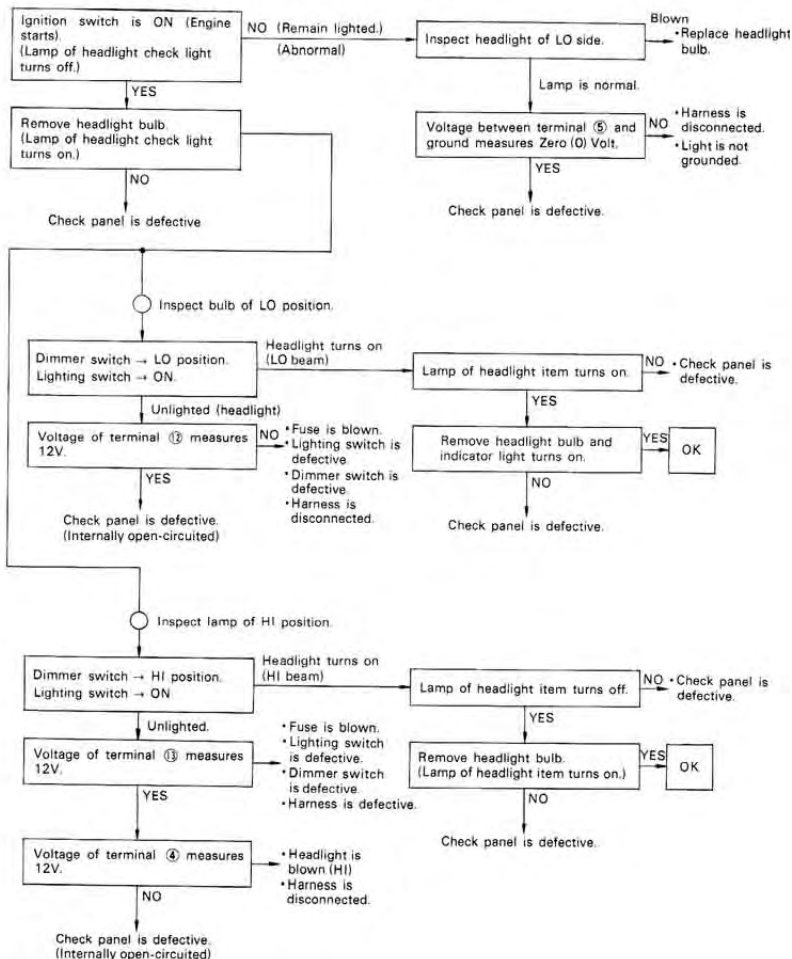 Ignition switch is ON (Engine
starts).
(Lamp of headlight check light
turns off.)
NO (Remain lighted.)
(Abnormal)
Inspect headlight of LO side.
Blown
•Replace headlight
bulb.
YES
Lamp is normal.
Remove headlight bulb.
(Lamp of headlight check light
turns on.)
Voltage between terminal ⑤ and
ground measures Zero (0) Volt.
NO
•Harness is
disconnected.
•Light is not
grounded.
NO
YES
Check panel is defective
Check panel is defective.
Inspect bulb of LO position.
Dimmer switch → LO position.
Lighting switch → ON.
Headlight turns on
(LO beam)
Lamp of headlight item turns on.
NO
•Check panel is
defective.
Unlighted (headlight)
YES
Voltage of terminal ⑫ measures
12V.
NO
•Fuse is blown.
•Lighting switch is
defective
•Dimmer switch is
defective
•Harness is
disconnected.
Remove headlight bulb and
indicator light turns on.
YES
OK
YES
NO
Check panel is defective.
(Internally open-circuited)
Check panel is defective.
Inspect lamp of HI position.
Dimmer switch → HI position.
Lighting switch → ON
Headlight turns on
(HI beam)
Lamp of headlight item turns off.
NO
•Check panel is
defective.
Unlighted.
YES
Voltage of terminal ⑬ measures
12V.
•Fuse is blown.
•Lighting switch
is defective.
•Dimmer switch
is defective.
•Harness is defective.
Remove headlight bulb.
(Lamp of headlight item turns on.)
YES
OK
YES
NO
Check panel is defective.
Voltage of terminal ④ measures
12V.
•Headlight is
blown (HI)
•Harness is
disconnected.
NO
Check panel is defective.
(Internally open-circuited)